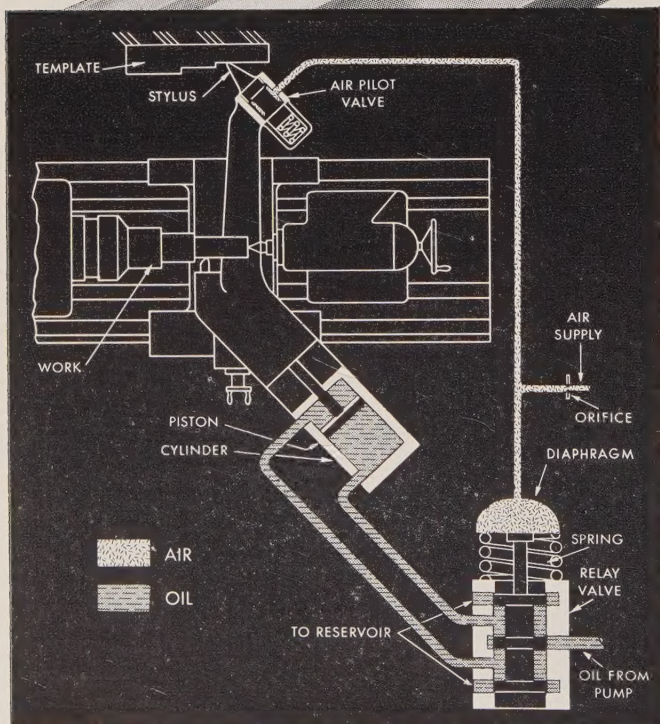 TEMPLATE
STYLUS
AIR PILOT
VALVE
AIR
SUPPLY
ORIFICE
WORK
PISTON
CYLINDER
DIAPHRAGM
SPRING
RELAY
VALVE
AIR
OIL
TO RESERVOIR
OIL FROM
PUMP